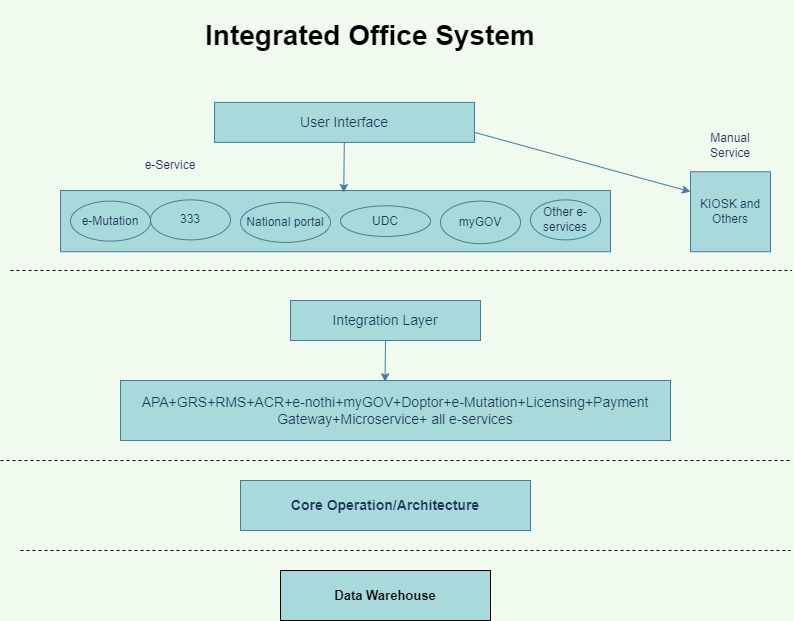 Integrated Office System
User Interface
Manual
Service
e-Service
KIOSK and
Others
e-Mutation
333
National portal
UDC
myGOV
Other e-
services
Integration Layer
APA+GRS+RMS+ACR+e-nothi+myGOV+Doptor+e-Mutation+Licensing+Payment
Gateway+Microservice+ all e-services
Core Operation/Architecture
Data Warehouse